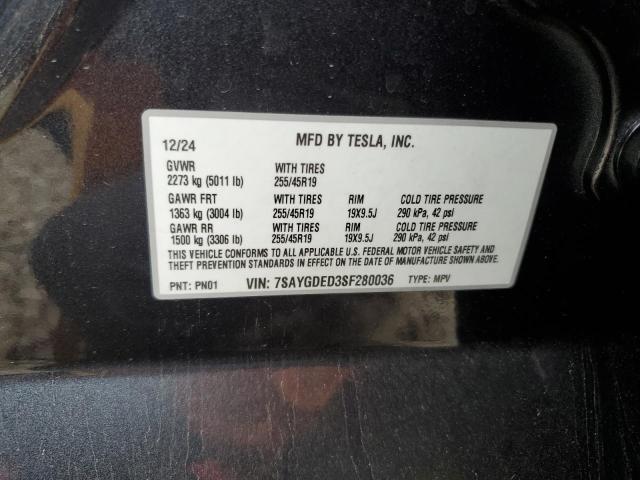 12/24 MFD BY TESLA, INC.
GVWR WITH TIRES
2273 kg (5011 lb) 255/45R19
GAWR FRT WITH TIRES RIM COLD TIRE PRESSURE
1363 kg (3004 lb) 255/45R19 19X9.5J 290 kPa, 42 psi
GAWR RR WITH TIRES RIM COLD TIRE PRESSURE
1500 kg (3306 lb) 255/45R19 19X9.5J 290 kPa, 42 psi
THIS VEHICLE CONFORMS TO ALL APPLICABLE U.S. FEDERAL MOTOR VEHICLE SAFETY AND
THEFT PREVENTION STANDARDS IN EFFECT ON THE DATE OF MANUFACTURE SHOWN ABOVE.
PNT: PN01 VIN: 7SAYGDED3SF280036 TYPE: MPV